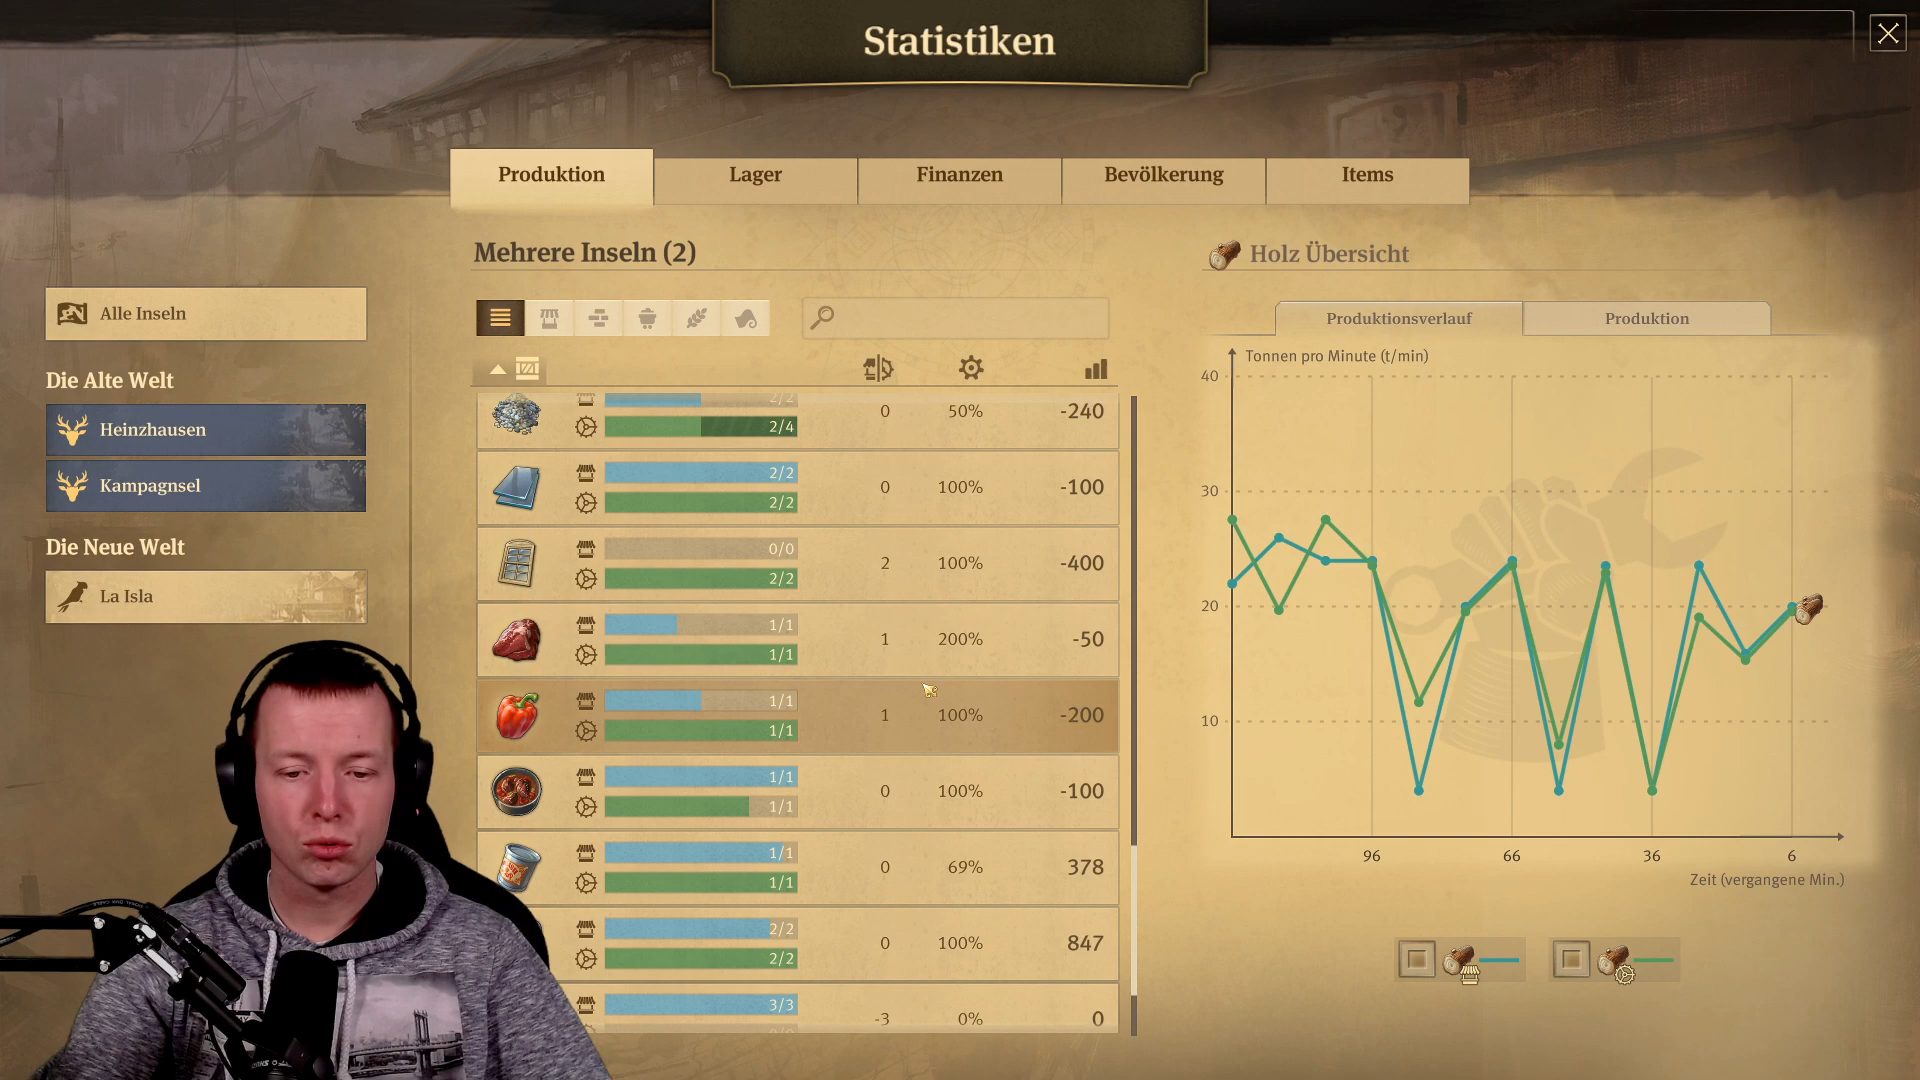 Statistiken
Produktion
Lager
Finanzen
Bevölkerung
Items
Mehrere Inseln (2)
Holz Übersicht
Alle Inseln
Die Alte Welt
Heinzhausen
Kampagnsel
Die Neue Welt
La Isla
2/2
2/4
0
50%
-240
2/2
2/2
0
100%
-100
0/0
2/2
2
100%
-400
1/1
1/1
1
200%
-50
1/1
1/1
1
100%
-200
1/1
1/1
0
100%
-100
1/1
1/1
0
69%
378
2/2
2/2
0
100%
847
3/3
-3
0%
0
Produktionsverlauf
Produktion
Tonnen pro Minute (t/min)
40
30
20
10
96
66
36
6
Zeit (vergangene Min.)